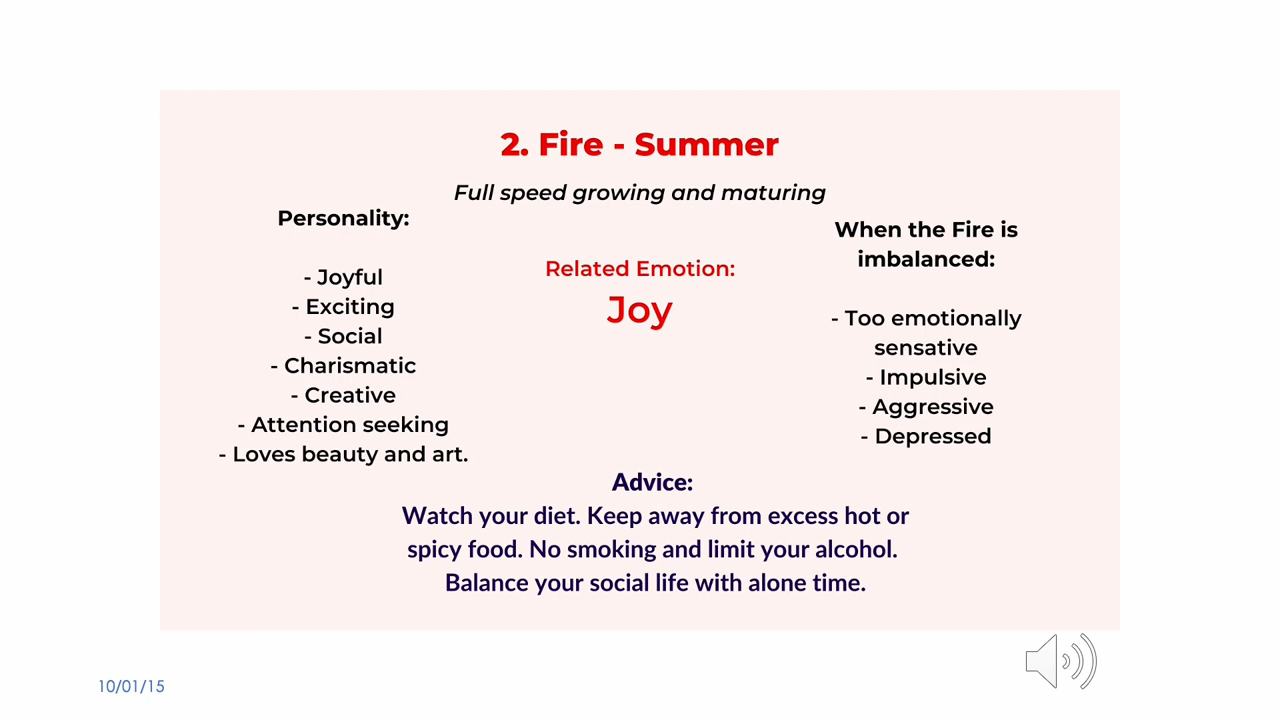 2. Fire - Summer
Full speed growing and maturing
Personality:
- Joyful
- Exciting
- Social
- Charismatic
- Creative
- Attention seeking
- Loves beauty and art.
Related Emotion:
Joy
When the Fire is
imbalanced:
- Too emotionally
sensative
- Impulsive
- Aggressive
- Depressed
Advice:
Watch your diet. Keep away from excess hot or
spicy food. No smoking and limit your alcohol.
Balance your social life with alone time.
10/01/15